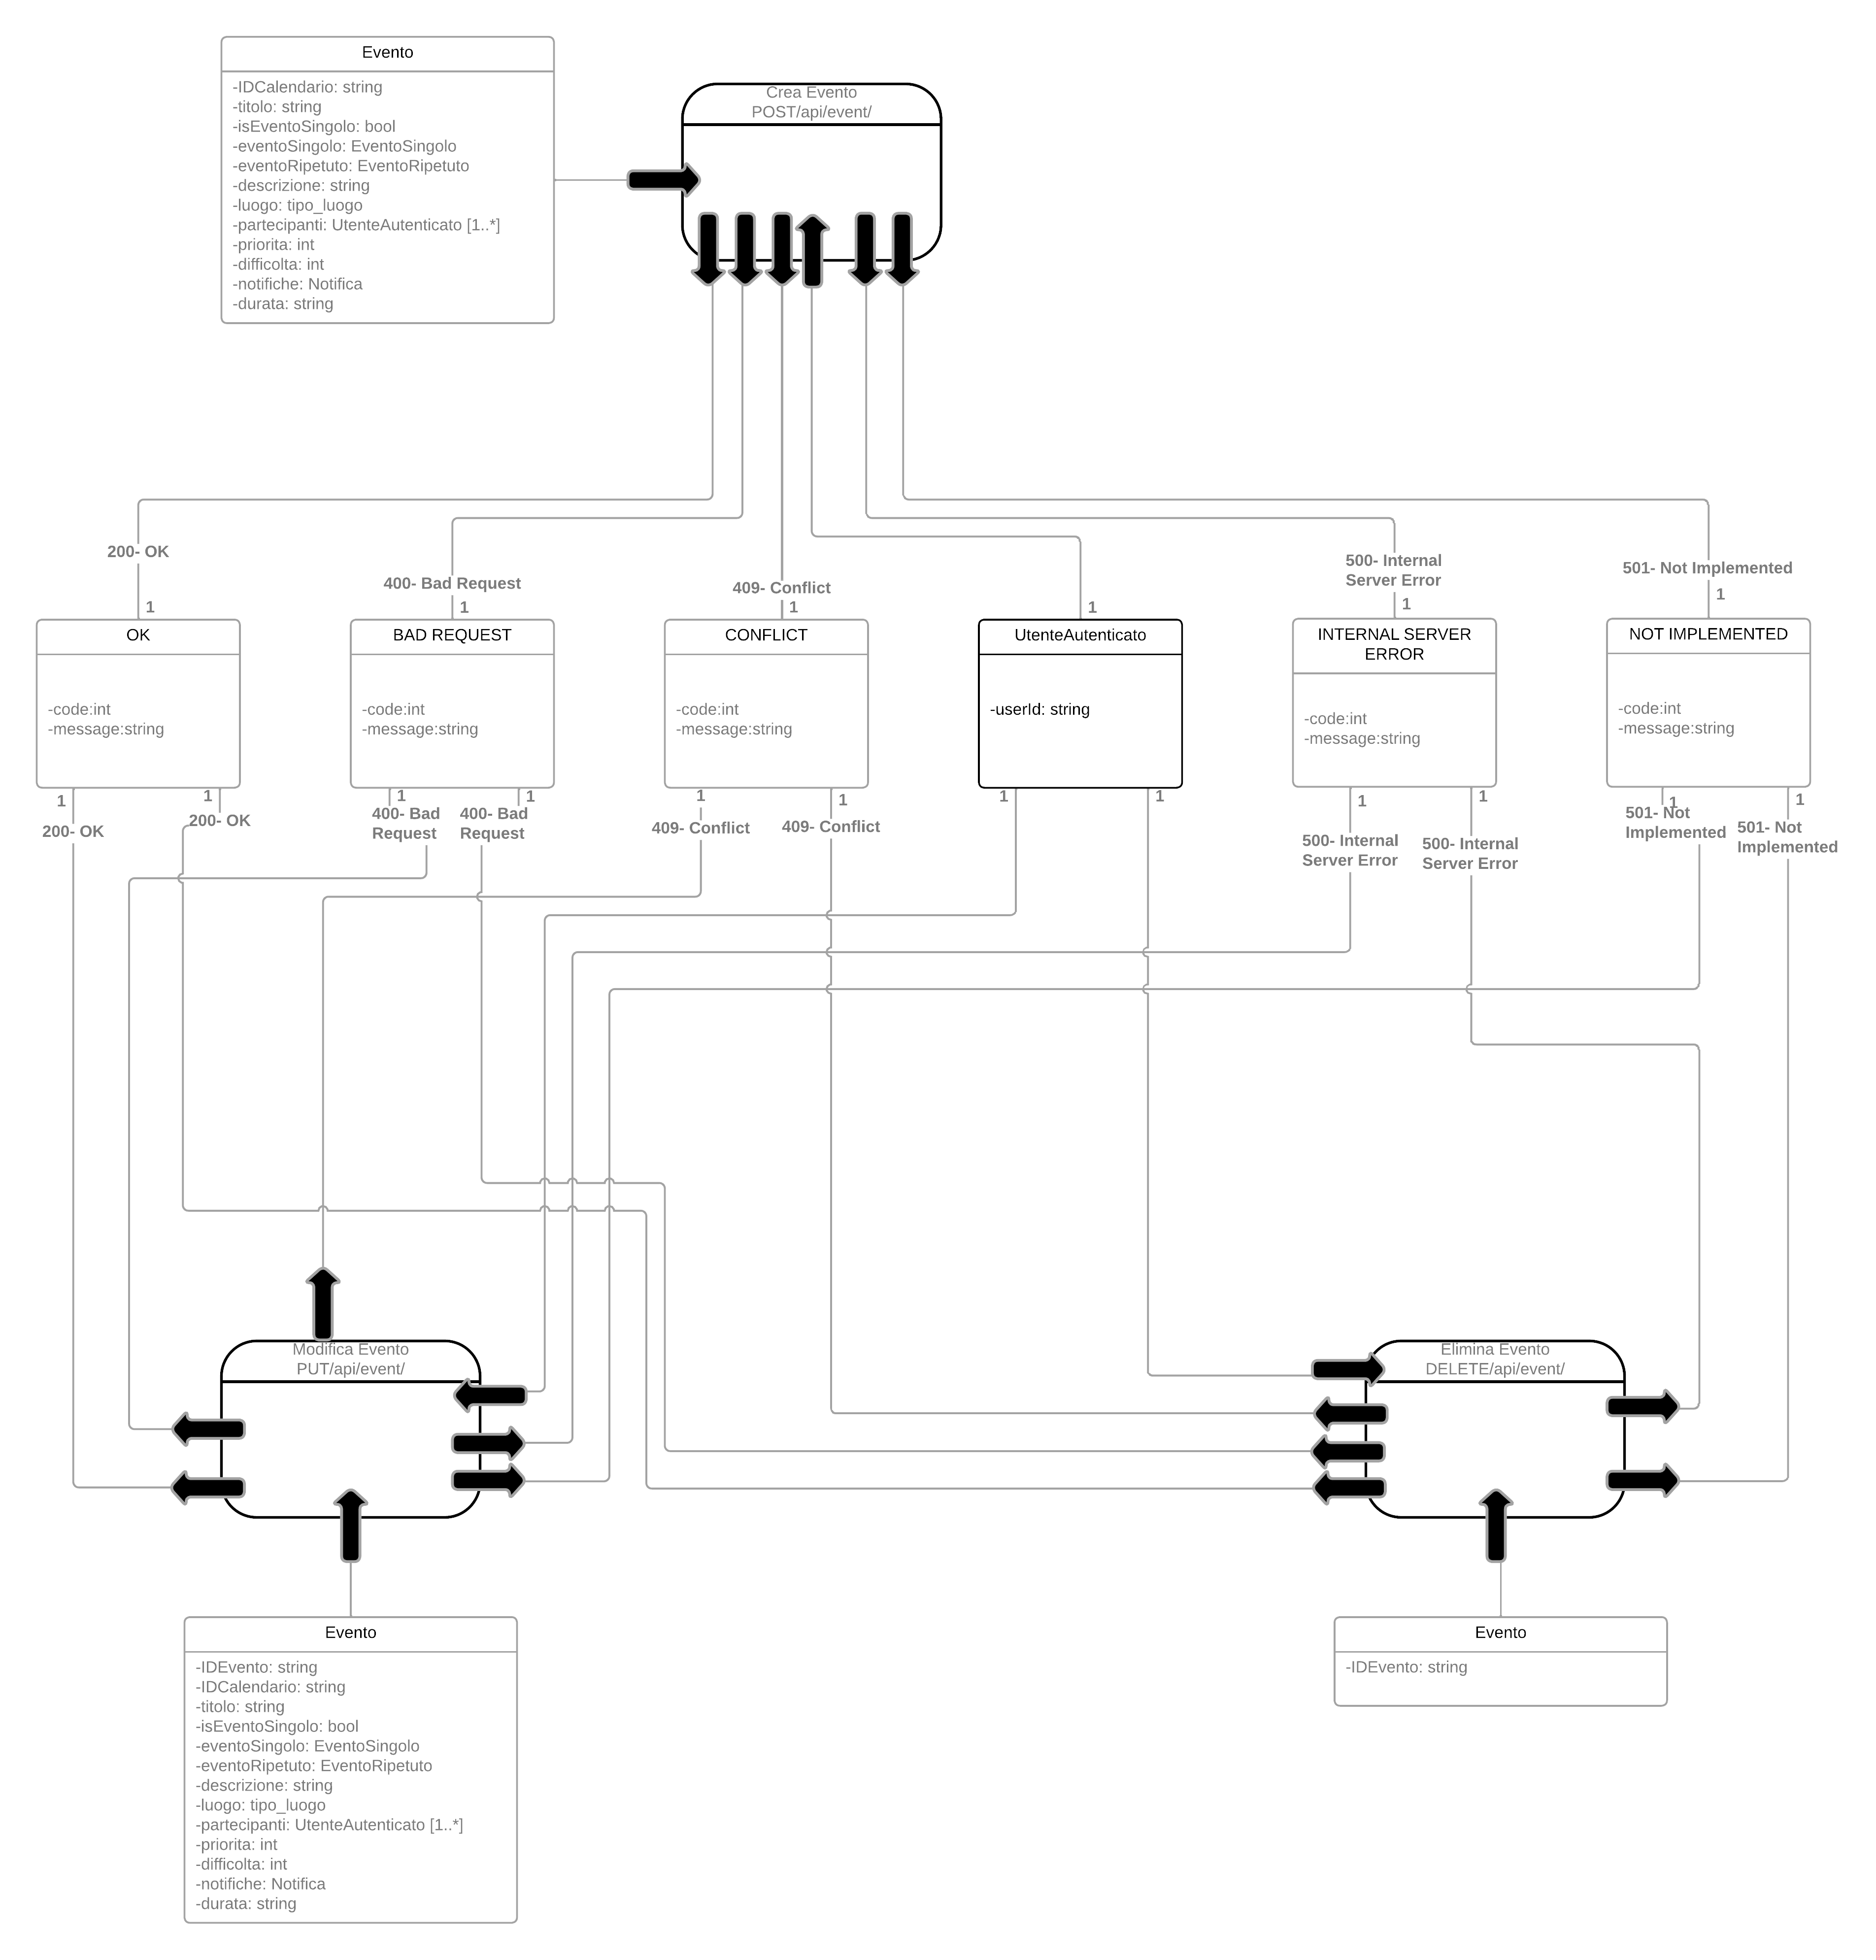 Evento
-IDCalendario: string
-titolo: string
-isEventoSingolo: bool
-eventoSingolo: EventoSingolo
-eventoRipetuto: EventoRipetuto
-descrizione: string
-luogo: tipo_luogo
-partecipanti: UtenteAutenticato [1..*]
-priorita: int
-difficolta: int
-notifiche: Notifica
-durata: string
Crea Evento
POST/api/event/
200- OK
1
400- Bad Request
1
409- Conflict
1
1
500- Internal
Server Error
1
501- Not Implemented
1
OK
-code:int
-message:string
BAD REQUEST
-code:int
-message:string
CONFLICT
-code:int
-message:string
UtenteAutenticato
-userId: string
INTERNAL SERVER
ERROR
-code:int
-message:string
NOT IMPLEMENTED
-code:int
-message:string
1
200- OK
1
200- OK
1
400- Bad
Request
1
400- Bad
Request
1
409- Conflict
1
409- Conflict
1
1
1
500- Internal
Server Error
1
500- Internal
Server Error
1
501- Not
Implemented
1
501- Not
Implemented
Modifica Evento
PUT/api/event/
Elimina Evento
DELETE/api/event/
Evento
-IDEvento: string
-IDCalendario: string
-titolo: string
-isEventoSingolo: bool
-eventoSingolo: EventoSingolo
-eventoRipetuto: EventoRipetuto
-descrizione: string
-luogo: tipo_luogo
-partecipanti: UtenteAutenticato [1..*]
-priorita: int
-difficolta: int
-notifiche: Notifica
-durata: string
Evento
-IDEvento: string